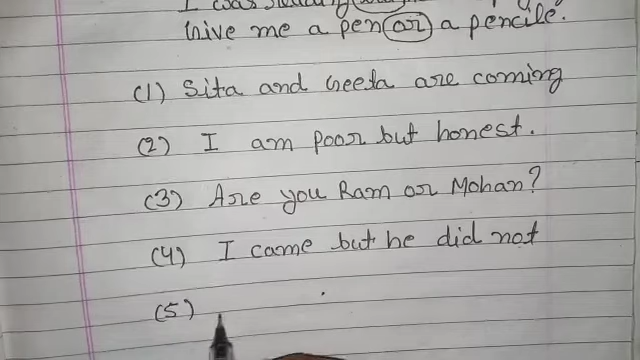 Give me a pen or a pencile.
(1) Sita and Geeta are coming
(2) I am poor but honest.
(3) Are you Ram or Mohan?
(4) I came but he did not
(5)